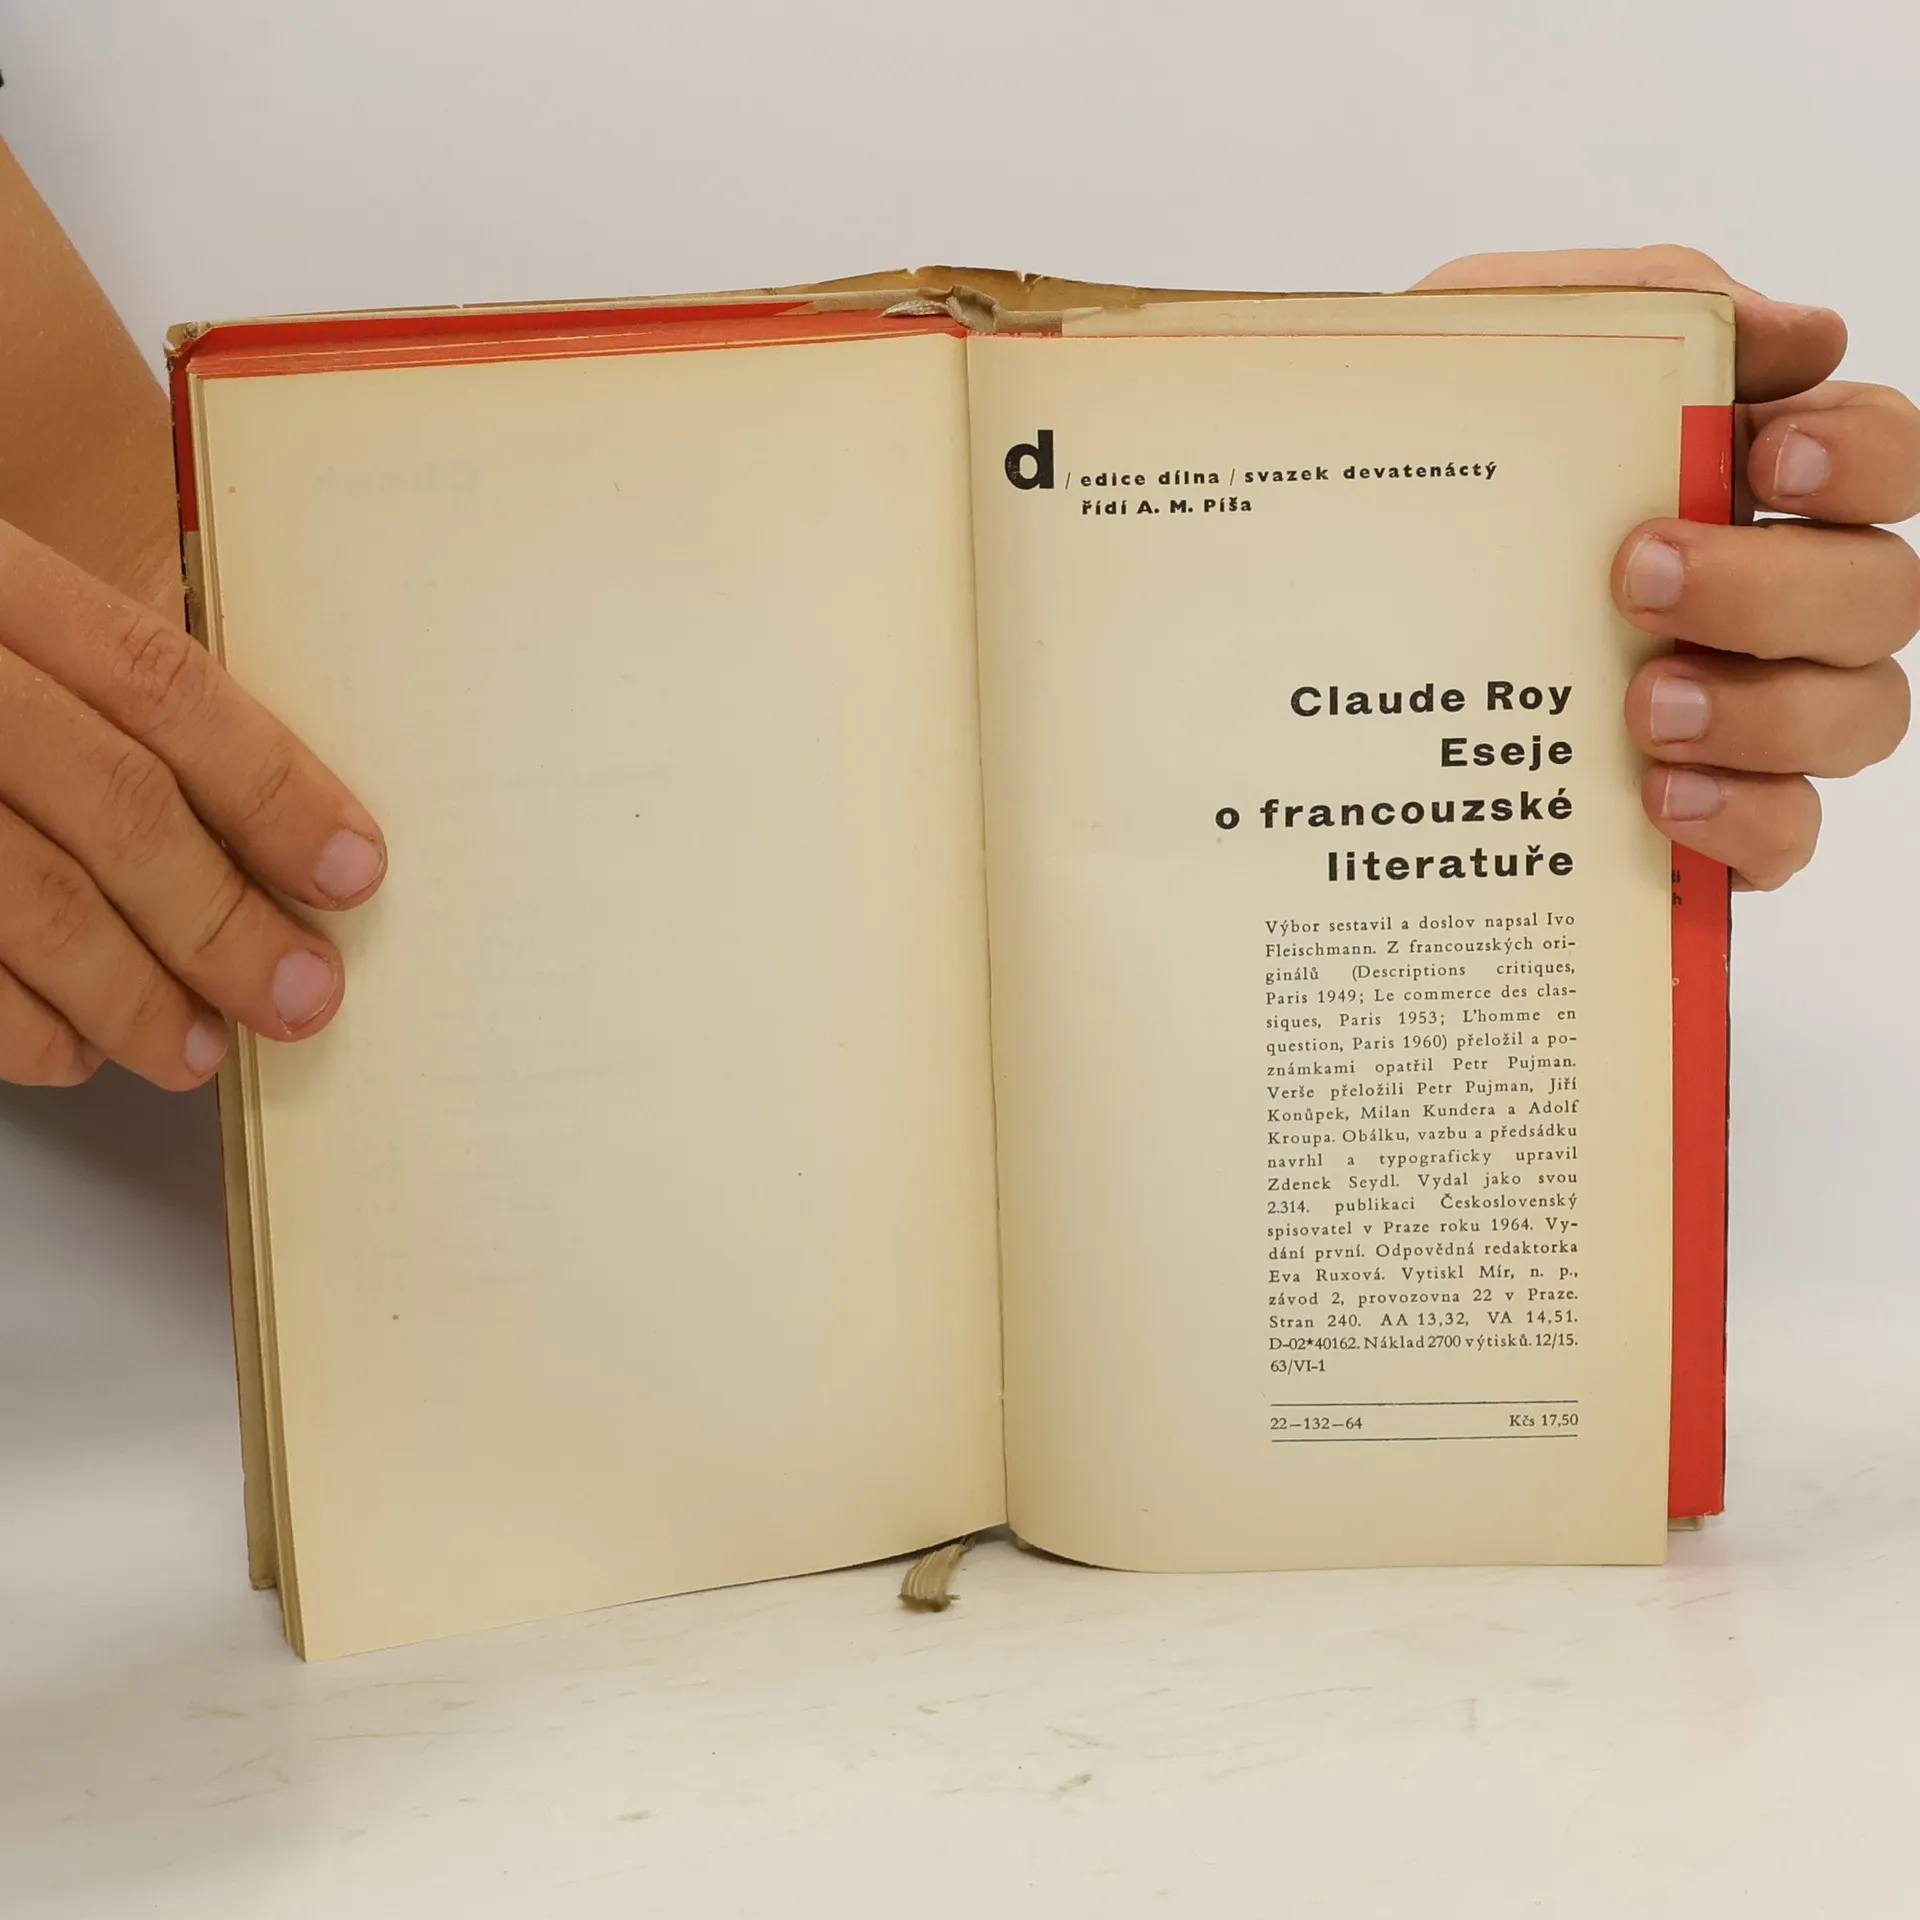 d / edice dílna / svazek devatenáctý
řídí A. M. Píša
Claude Roy
Eseje
o francouzské
literatuře
Výbor sestavil a doslov napsal Ivo
Fleischmann. Z francouzských ori-
ginálů (Descriptions critiques,
Paris 1949; Le commerce des clas-
siques, Paris 1953; L'homme en
question, Paris 1960) přeložil a po-
známkami opatřil Petr Pujman.
Verše přeložili Petr Pujman, Jiří
Konůpek, Milan Kundera a Adolf
Kroupa. Obálku, vazbu a předsádku
navrhl a typograficky upravil
Zdenek Seydl. Vydal jako svou
2.314. publikaci Československý
spisovatel v Praze roku 1964. Vy-
dání první. Odpovědná redaktorka
Eva Ruxová. Vytiskl Mír, n. p.,
závod 2, provozovna 22 v Praze.
Stran 240. AA 13,32, VA 14,51.
D-02*40162. Náklad 2700 výtisků. 12/15.
63/VI-1
22—132—64 Kčs 17,50